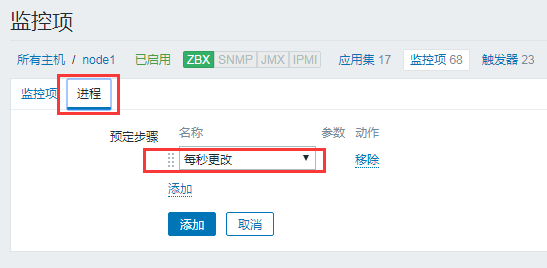 监控项
所有主机 / node1 已启用 ZBX SNMP JMX IPMI 应用集 17 监控项 68 触发器 23
监控项 进程
预定步骤 名称 参数 动作
每秒更改 移除
添加
添加 取消